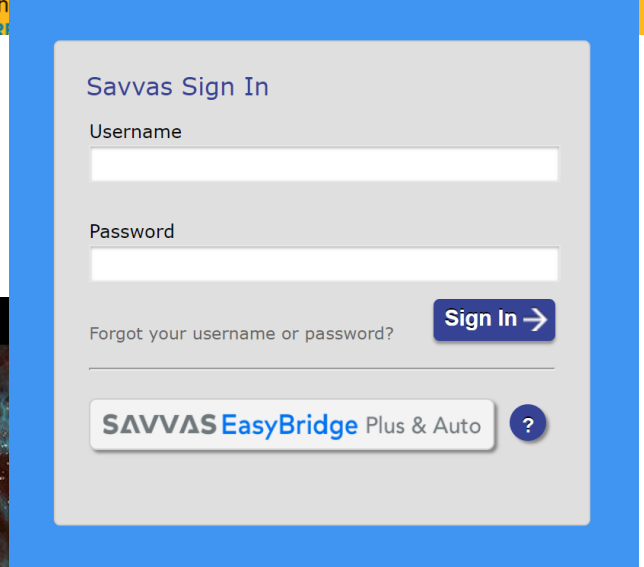 Savvas Sign In
Username
Password
Sign In
Forgot your username or password?
SAVVAS EasyBridge Plus & Auto
?